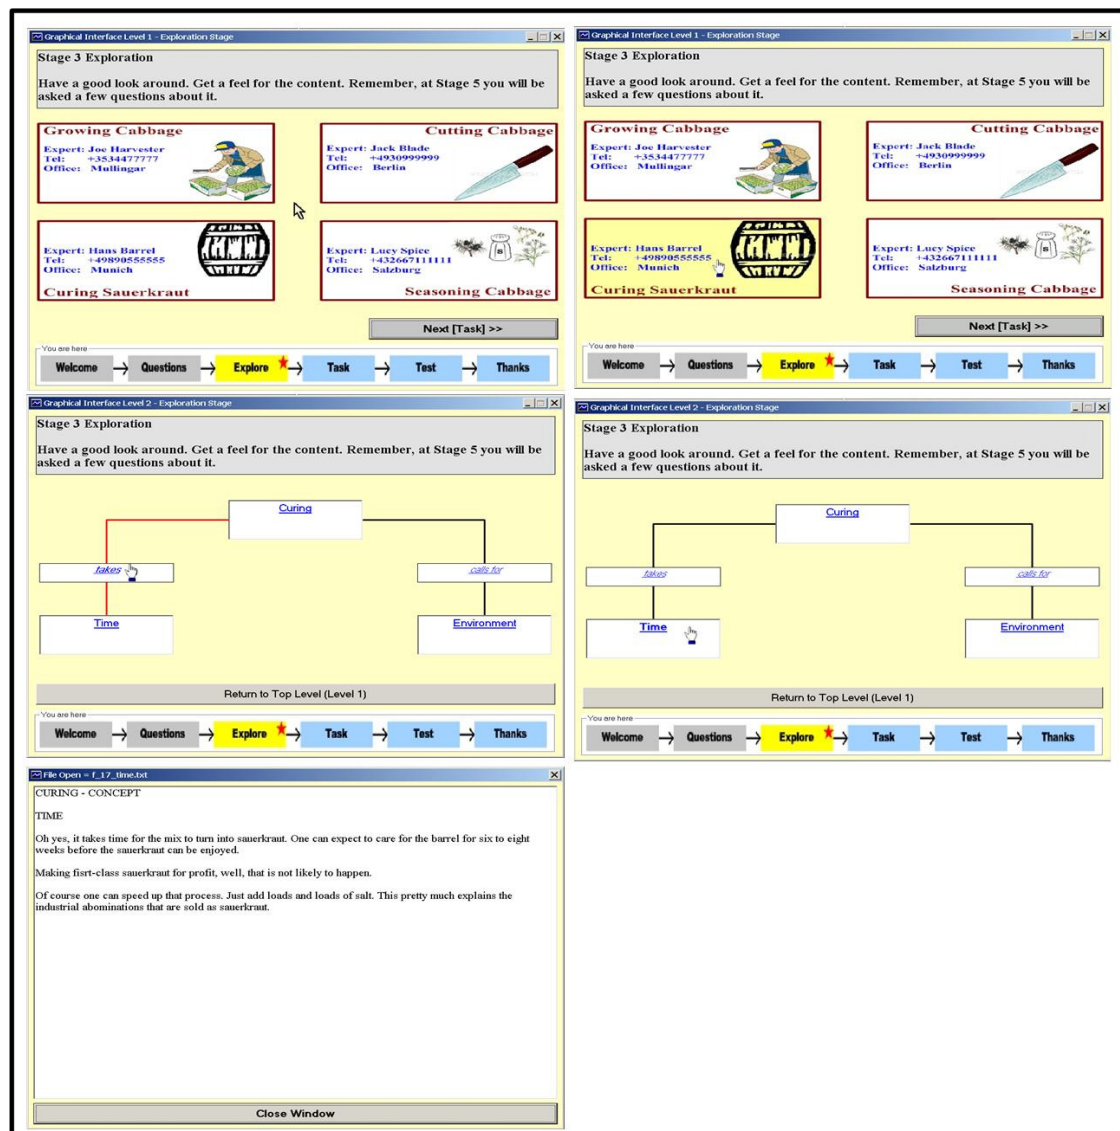 Graphical Interface Level 1 - Exploration Stage
Stage 3 Exploration
Have a good look around. Get a feel for the content. Remember, at Stage 5 you will be
asked a few questions about it.
Growing Cabbage
Expert: Joe Harvester
Tel: +3534477777
Office: Mullingar
Cutting Cabbage
Expert: Jack Blade
Tel: +4930999999
Office: Berlin
Expert: Hans Barrel
Tel: +49890555555
Office: Munich
Curing Sauerkraut
Expert: Lucy Spice
Tel: +432667111111
Office: Salzburg
S
Seasoning Cabbage
Next [Task] >>
You are here
Welcome
Questions
Explore
Task
Test
Thanks
Graphical Interface Level 1 - Exploration Stage
Stage 3 Exploration
Have a good look around. Get a feel for the content. Remember, at Stage 5 you will be
asked a few questions about it.
Growing Cabbage
Expert: Joe Harvester
Tel: +3534477777
Office: Mullingar
Cutting Cabbage
Expert: Jack Blade
Tel: +4930999999
Office: Berlin
Expert: Hans Barrel
Tel: +49890555555
Office: Munich
Curing Sauerkraut
Expert: Lucy Spice
Tel: +432667111111
Office: Salzburg
S
Seasoning Cabbage
Next [Task] >>
You are here
Welcome
Questions
Explore
Task
Test
Thanks
Graphical Interface Level 2 - Exploration Stage
Stage 3 Exploration
Have a good look around. Get a feel for the content. Remember, at Stage 5 you will be
asked a few questions about it.
Curing
takes
calls for
Time
Environment
Return to Top Level (Level 1)
You are here
Welcome
Questions
Explore
Task
Test
Thanks
Graphical Interface Level 2 - Exploration Stage
Stage 3 Exploration
Have a good look around. Get a feel for the content. Remember, at Stage 5 you will be
asked a few questions about it.
Curing
takes
calls for
Time
Environment
Return to Top Level (Level 1)
You are here
Welcome
Questions
Explore
Task
Test
Thanks
File Open = f_17_time.txt
CURING - CONCEPT
TIME
Oh yes, it takes time for the mix to turn into sauerkraut. One can expect to care for the barrel for six to eight
weeks before the sauerkraut can be enjoyed.
Making fisrt-class sauerkraut for profit, well, that is not likely to happen.
Of course one can speed up that process. Just add loads and loads of salt. This pretty much explains the
industrial abominations that are sold as sauerkraut.
Close Window